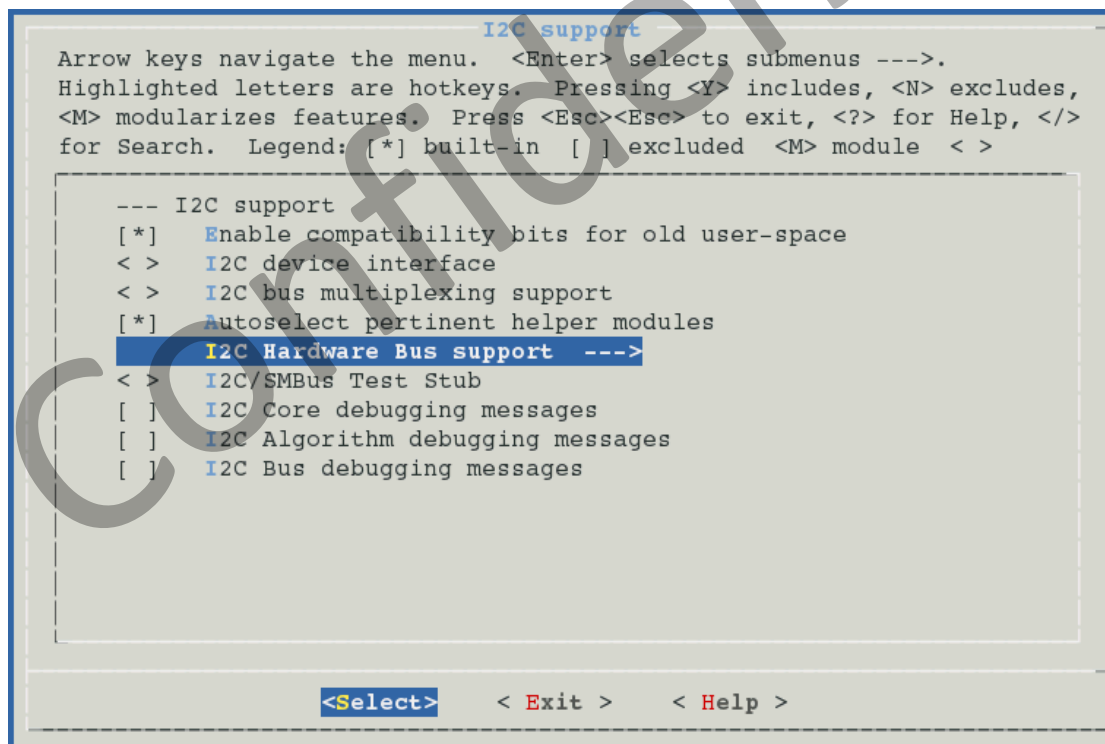 I2C support
Arrow keys navigate the menu.  <Enter> selects submenus --->.
Highlighted letters are hotkeys.  Pressing <Y> includes, <N> excludes,
<M> modularizes features.  Press <Esc><Esc> to exit, <?> for Help, </>
for Search.  Legend: [*] built-in  [ ] excluded  <M> module  < >
--- I2C support
[*]   Enable compatibility bits for old user-space
< >   I2C device interface
< >   I2C bus multiplexing support
[*]   Autoselect pertinent helper modules
I2C Hardware Bus support  --->
< >   I2C/SMBus Test Stub
[ ]   I2C Core debugging messages
[ ]   I2C Algorithm debugging messages
[ ]   I2C Bus debugging messages
<Select>    < Exit >    < Help >